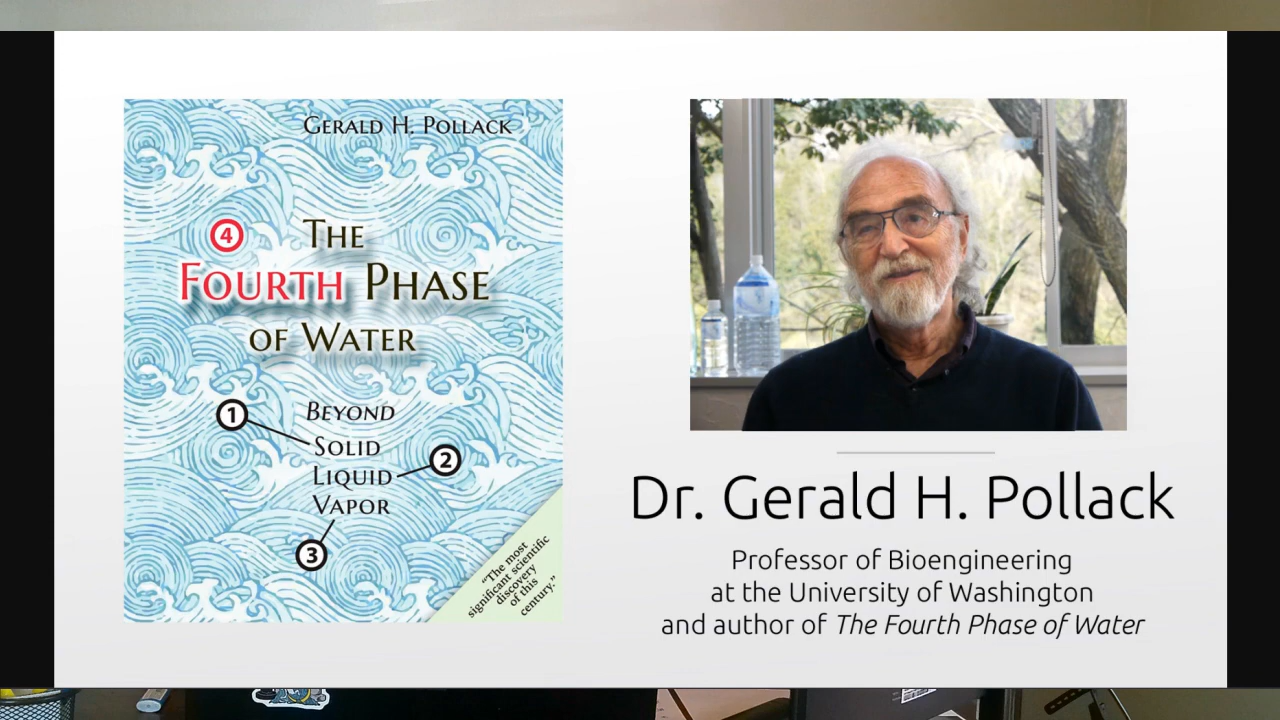 GERALD H. POLLACK
4
THE
FOURTH PHASE
OF WATER
1
BEYOND
SOLID
LIQUID
2
VAPOR
3
"The most
significant scientific
discovery
of this
century."
Dr. Gerald H. Pollack
Professor of Bioengineering
at the University of Washington
and author of The Fourth Phase of Water